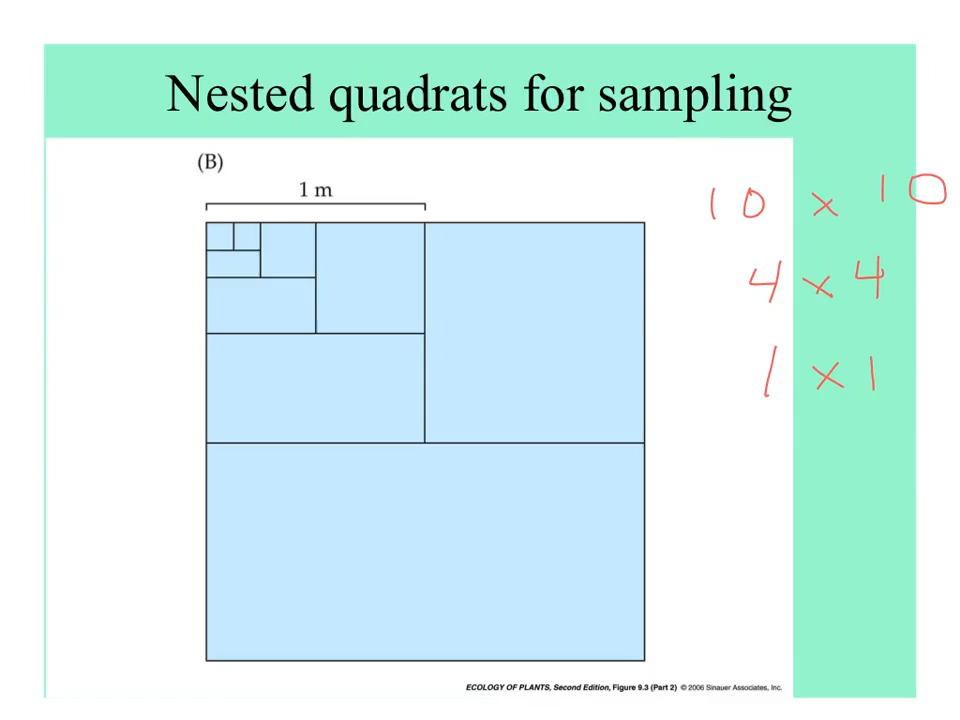 Nested quadrats for sampling
(B)
1 m
10 x 10
4 x 4
1 x 1
ECOLOGY OF PLANTS, Second Edition, Figure 9.3 (Part 2) © 2006 Sinauer Associates, Inc.